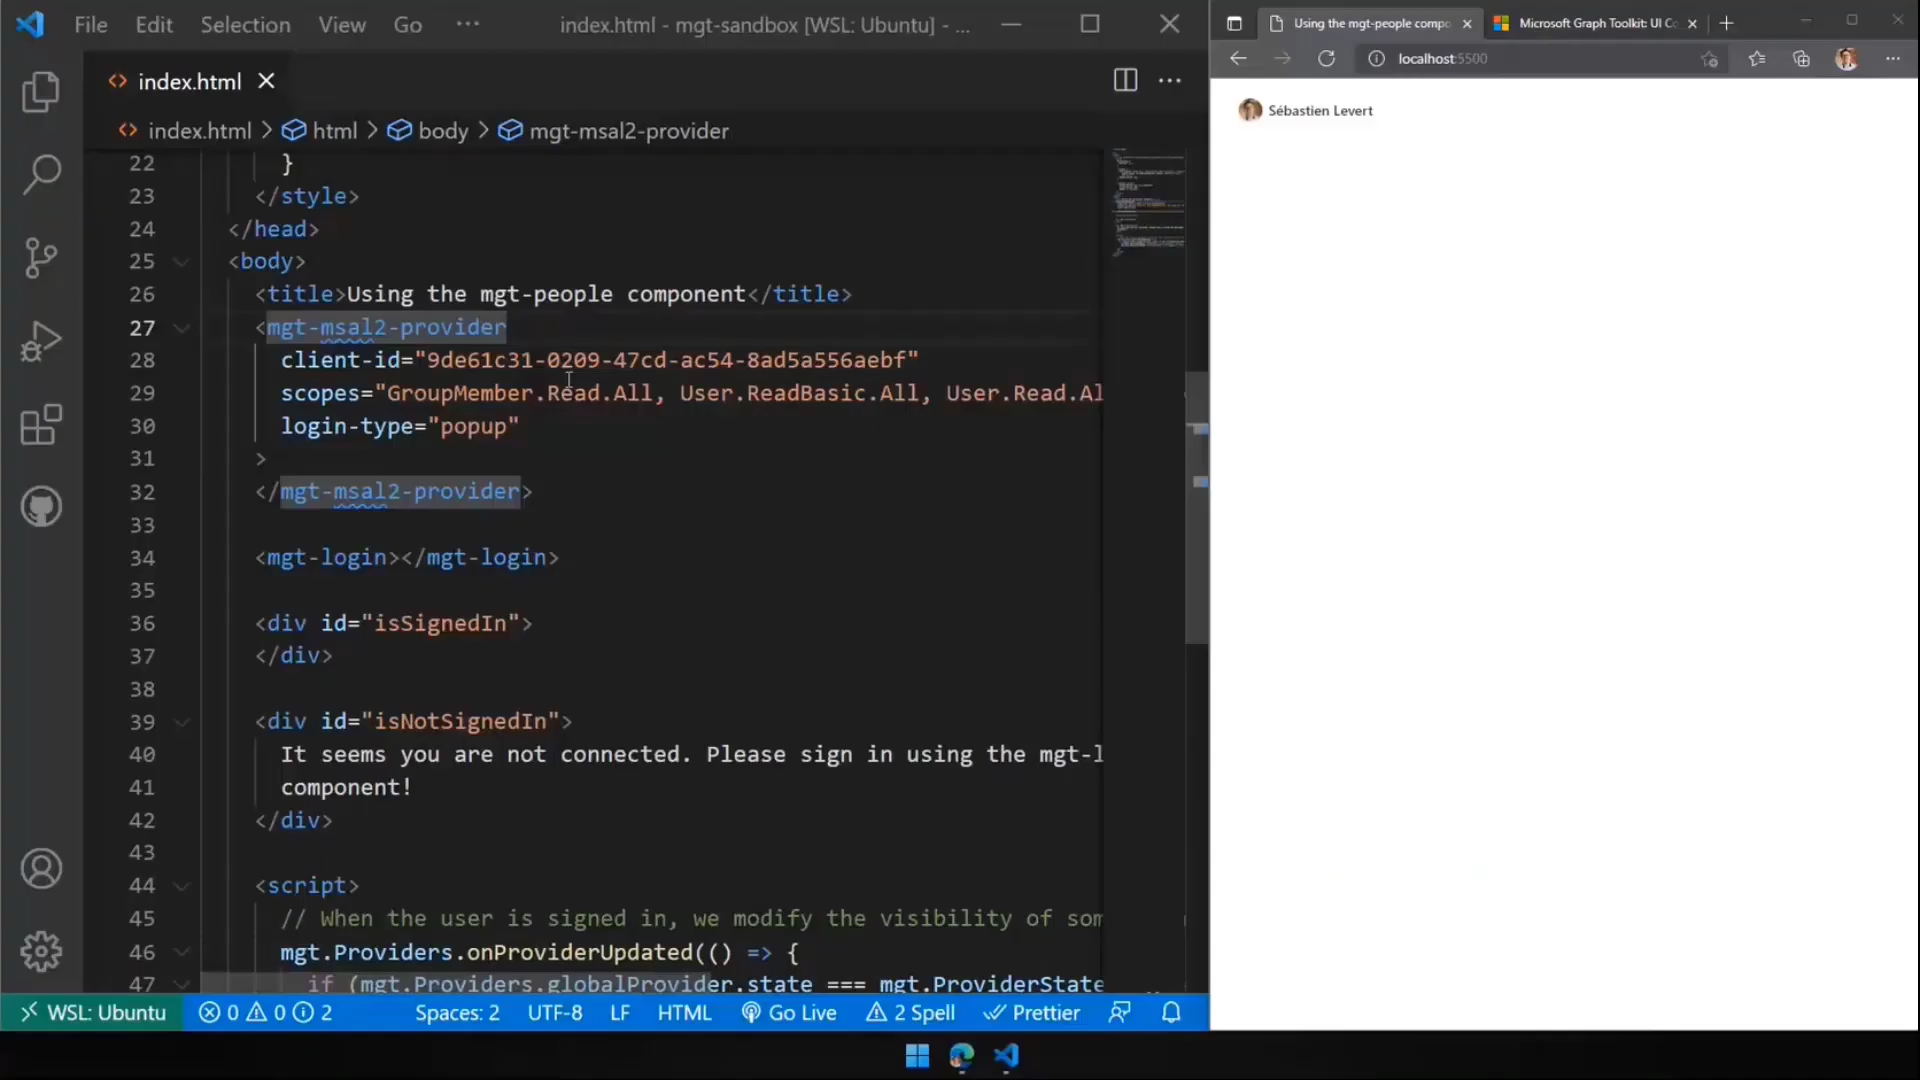 File Edit Selection View Go ··· index.html - mgt-sandbox [WSL: Ubuntu] - ...
index.html
index.html > html > body > mgt-msal2-provider
22 }
23 </style>
24 </head>
25 <body>
26 <title>Using the mgt-people component</title>
27 <mgt-msal2-provider
28 client-id="9de61c31-0209-47cd-ac54-8ad5a556aebf"
29 scopes="GroupMember.Read.All, User.ReadBasic.All, User.Read.Al
30 login-type="popup"
31 >
32 </mgt-msal2-provider>
33
34 <mgt-login></mgt-login>
35
36 <div id="isSignedIn">
37 </div>
38
39 <div id="isNotSignedIn">
40 It seems you are not connected. Please sign in using the mgt-l
41 component!
42 </div>
43
44 <script>
45 // When the user is signed in, we modify the visibility of som
46 mgt.Providers.onProviderUpdated(() => {
47 if (mgt.Providers.globalProvider.state === mgt.ProviderState
WSL: Ubuntu 0 0 2 Spaces: 2 UTF-8 LF HTML Go Live 2 Spell Prettier
Using the mgt-people compo Microsoft Graph Toolkit: UI Co
localhost:5500
Sébastien Levert